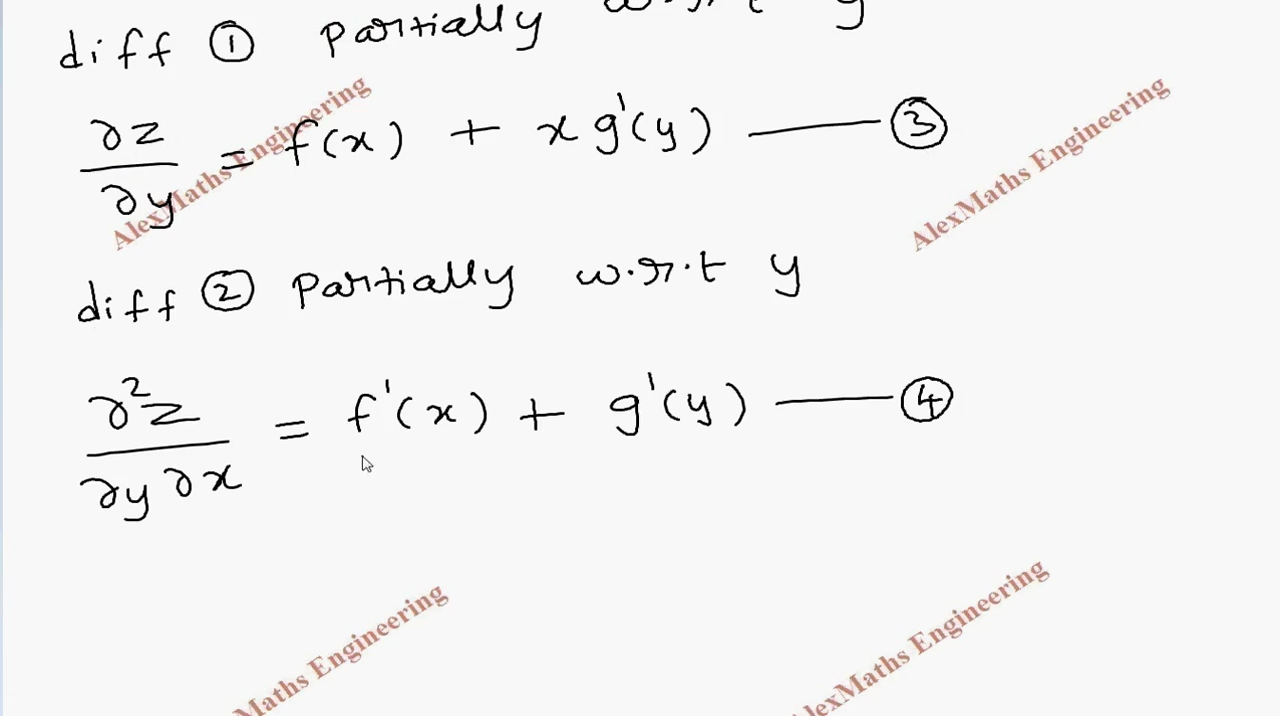 diff ① partially w.r.t y
∂z/∂y = f(x) + x g'(y) —— ③
diff ② partially w.r.t y
∂²z/∂y∂x = f'(x) + g'(y) —— ④
AlexMaths Engineering
AlexMaths Engineering
Maths Engineering
AlexMaths Engineering